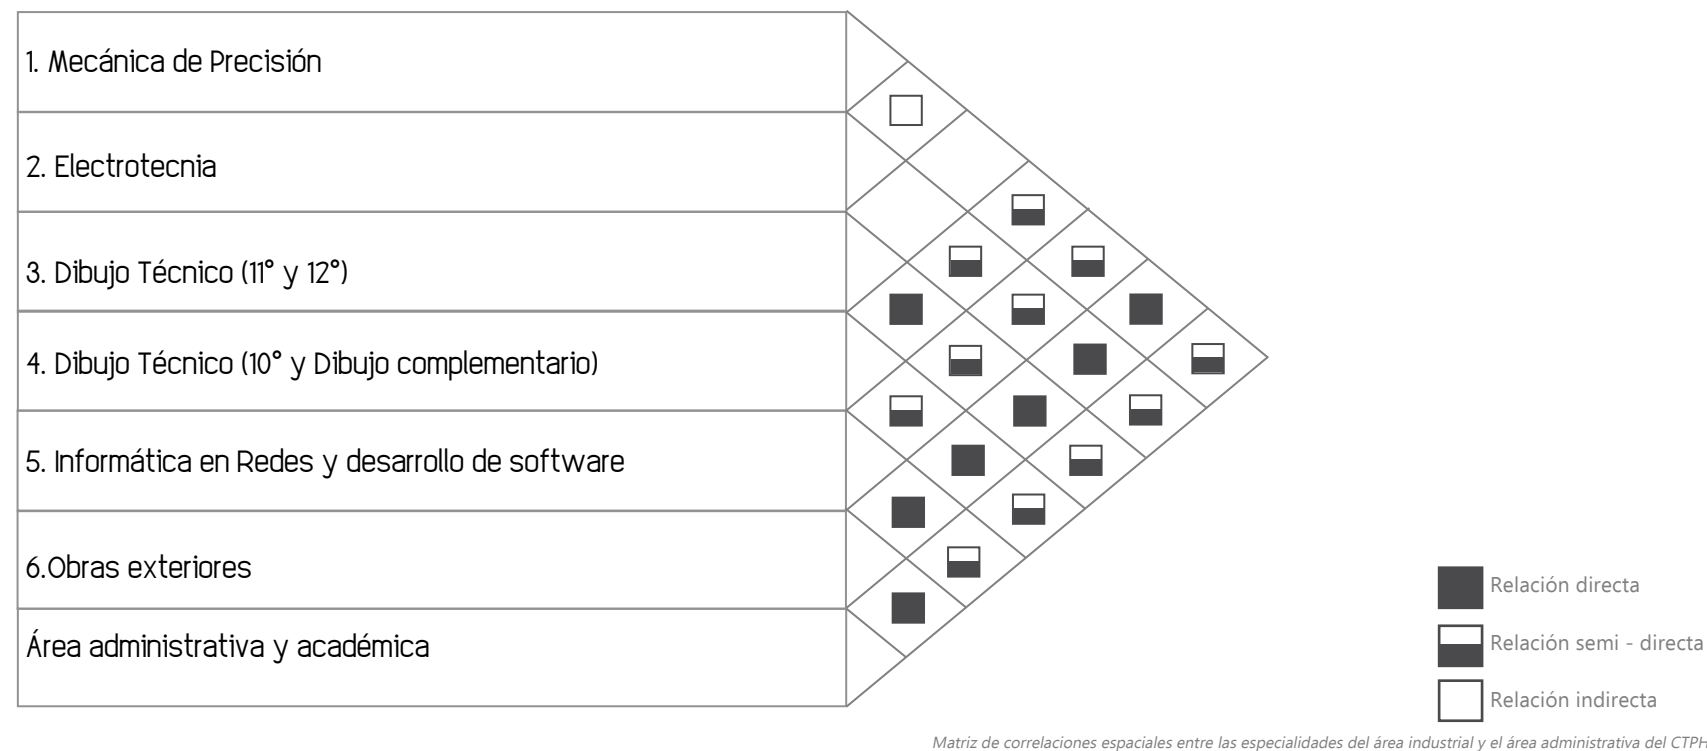 1. Mecánica de Precisión
2. Electrotecnia
3. Dibujo Técnico (11° y 12°)
4. Dibujo Técnico (10° y Dibujo complementario)
5. Informática en Redes y desarrollo de software
6.Obras exteriores
Área administrativa y académica
Relación directa
Relación semi - directa
Relación indirecta
Matriz de correlaciones espaciales entre las especialidades del área industrial y el área administrativa del CTPH